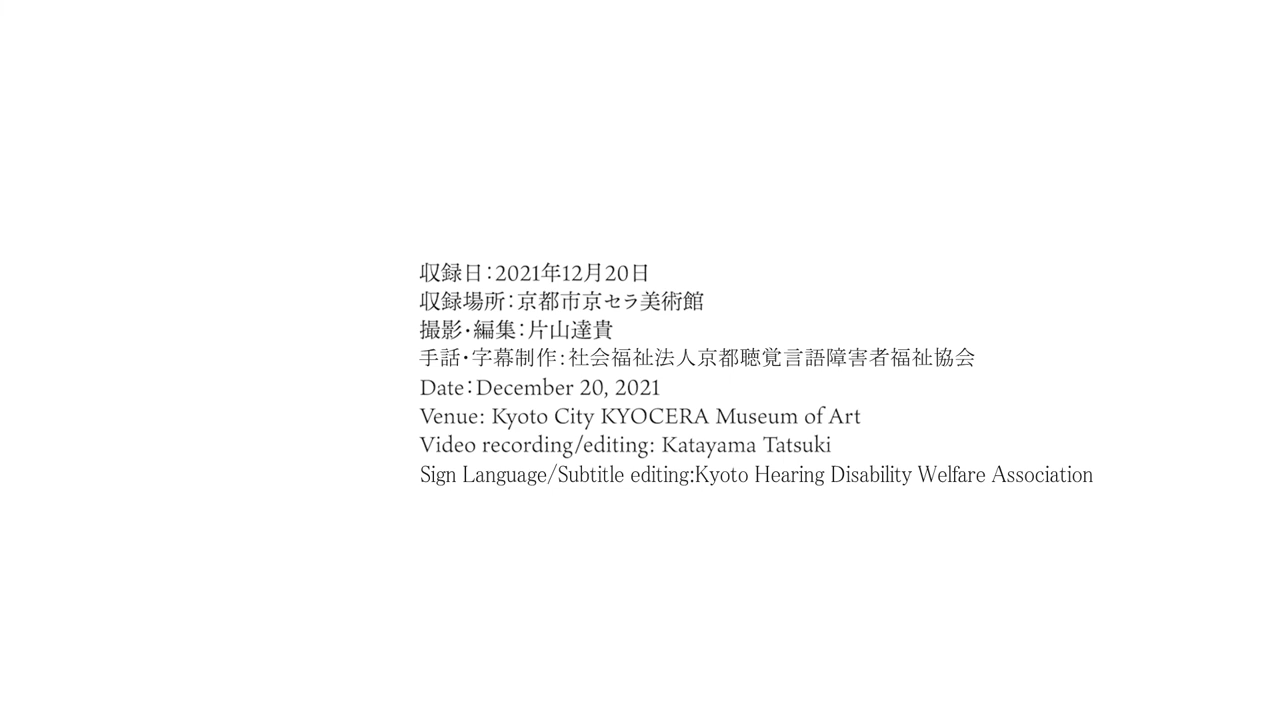 収録日：2021年12月20日
収録場所：京都市京セラ美術館
撮影・編集：片山達貴
手話・字幕制作：社会福祉法人京都聴覚言語障害者福祉協会
Date：December 20, 2021
Venue: Kyoto City KYOCERA Museum of Art
Video recording/editing: Katayama Tatsuki
Sign Language/Subtitle editing:Kyoto Hearing Disability Welfare Association